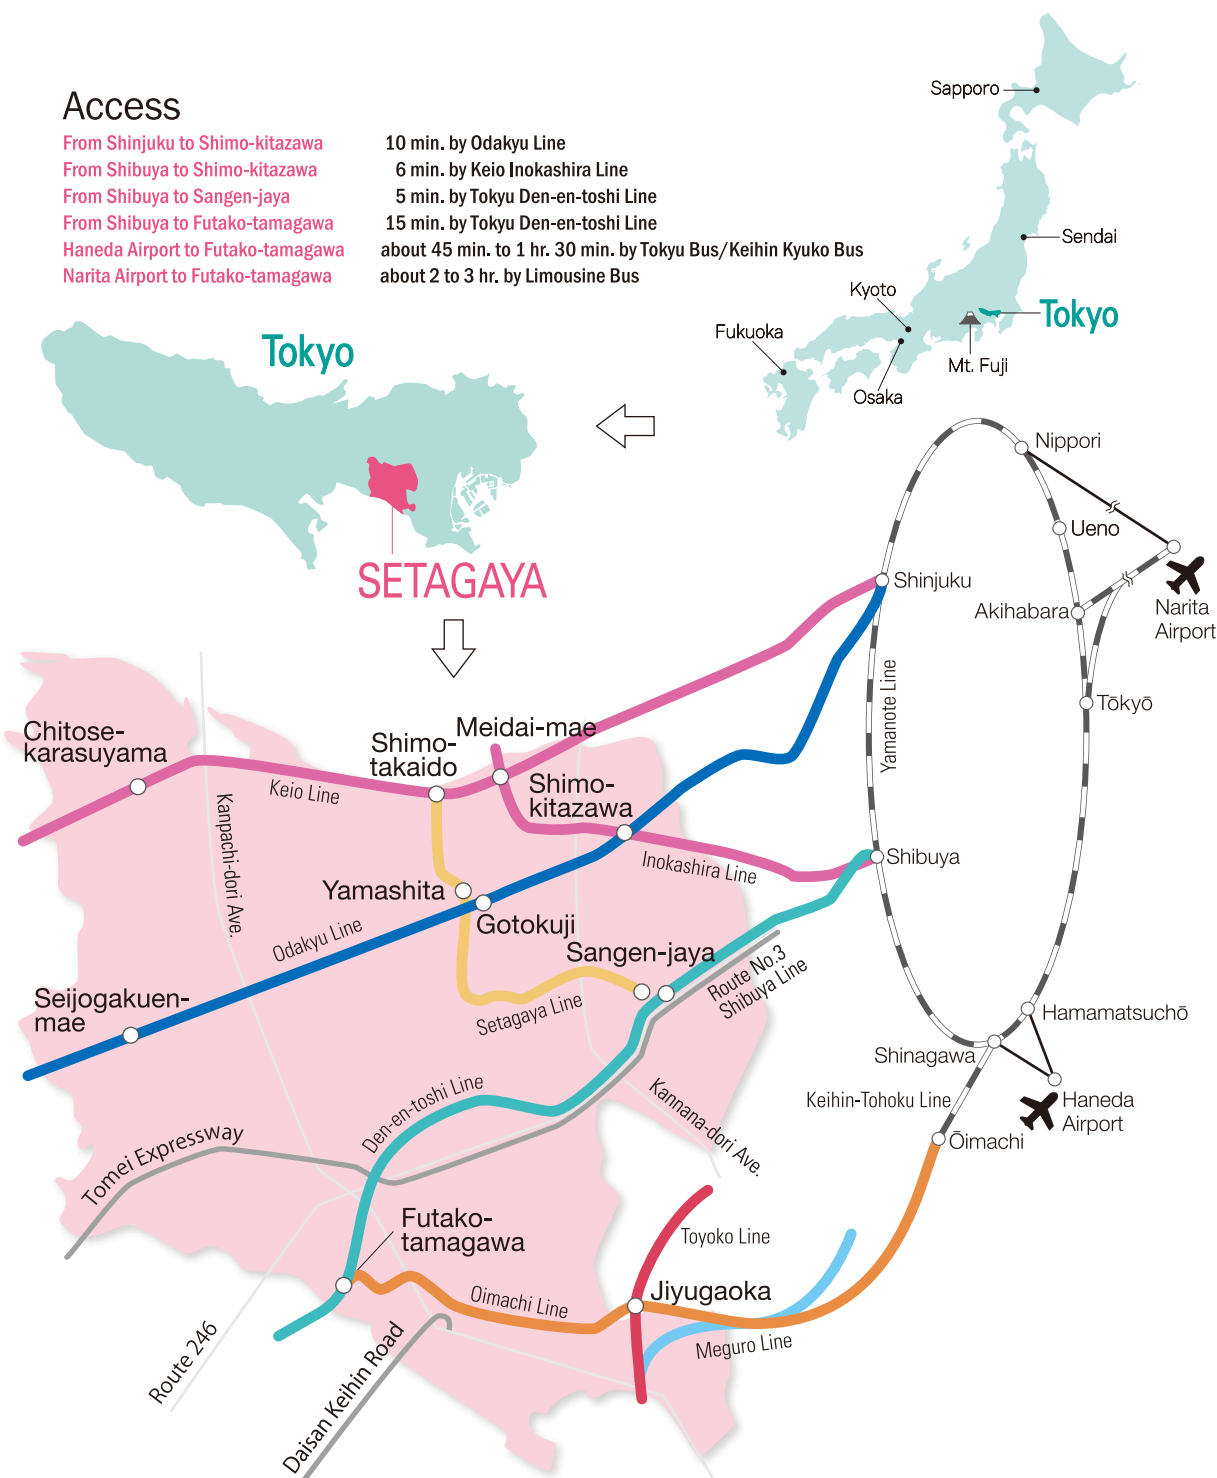 Access
From Shinjuku to Shimo-kitazawa 10 min. by Odakyu Line
From Shibuya to Shimo-kitazawa 6 min. by Keio Inokashira Line
From Shibuya to Sangen-jaya 5 min. by Tokyu Den-en-toshi Line
From Shibuya to Futako-tamagawa 15 min. by Tokyu Den-en-toshi Line
Haneda Airport to Futako-tamagawa about 45 min. to 1 hr. 30 min. by Tokyu Bus/Keihin Kyuko Bus
Narita Airport to Futako-tamagawa about 2 to 3 hr. by Limousine Bus
Sapporo
Sendai
Kyoto
Tokyo
Fukuoka
Mt. Fuji
Osaka
Tokyo
SETAGAYA
Nippori
Ueno
Shinjuku
Akihabara
Narita
Airport
Tōkyō
Yamanote Line
Chitose-
karasuyama
Shimo-
takaido
Meidai-mae
Keio Line
Shimo-
kitazawa
Kanpachi-dori Ave.
Inokashira Line
Shibuya
Yamashita
Gotokuji
Odakyu Line
Sangen-jaya
Route No.3
Shibuya Line
Seijogakuen-
mae
Setagaya Line
Hamamatsuchō
Shinagawa
Keihin-Tohoku Line
Haneda
Airport
Ōimachi
Den-en-toshi Line
Kannana-dori Ave.
Tomei Expressway
Futako-
tamagawa
Toyoko Line
Oimachi Line
Jiyugaoka
Meguro Line
Route 246
Daisan Keihin Road